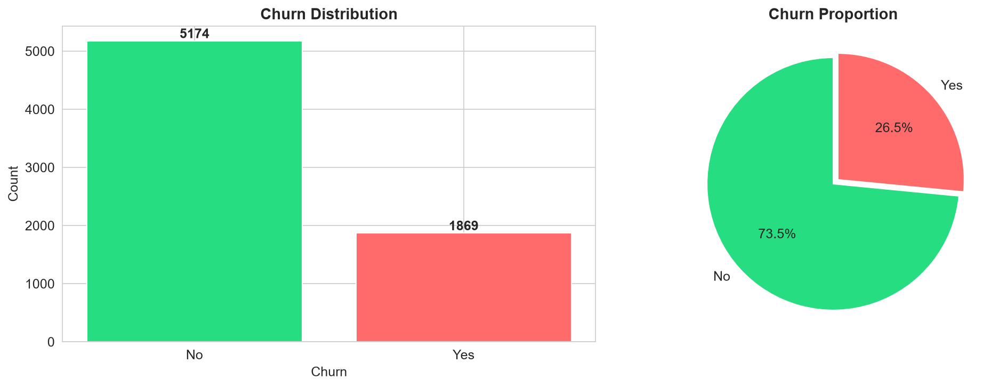 Churn Distribution
5174
5000
4000
3000
2000
1000
0
1869
Count
No
Yes
Churn
Churn Proportion
Yes
26.5%
73.5%
No